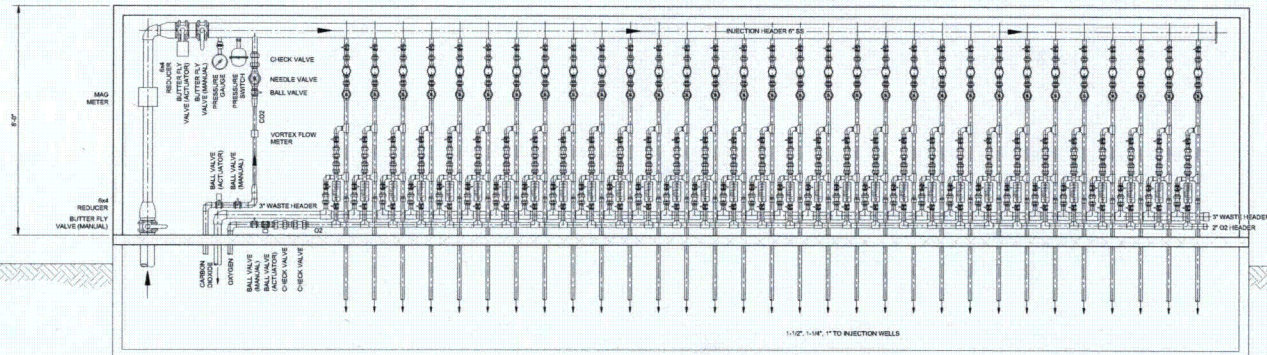 INJECTION HEADER 6" SS
6x4
REDUCER
BUTTER FLY
VALVE (ACTUATOR)
BUTTER FLY
VALVE (MANUAL)
PRESSURE
GAUGE
PRESSURE
SWITCH
CHECK VALVE
NEEDLE VALVE
BALL VALVE
CO2
VORTEX FLOW
METER
MAG
METER
8'-0"
BALL VALVE
(ACTUATOR)
BALL VALVE
(MANUAL)
6x4
REDUCER
BUTTER FLY
VALVE (MANUAL)
3" WASTE HEADER
O2
3" WASTE HEADER
2" O2 HEADER
CARBON
DIOXIDE
OXYGEN
BALL VALVE
(MANUAL)
BALL VALVE
(ACTUATOR)
CHECK VALVE
CHECK VALVE
1-1/2", 1-1/4", 1" TO INJECTION WELLS